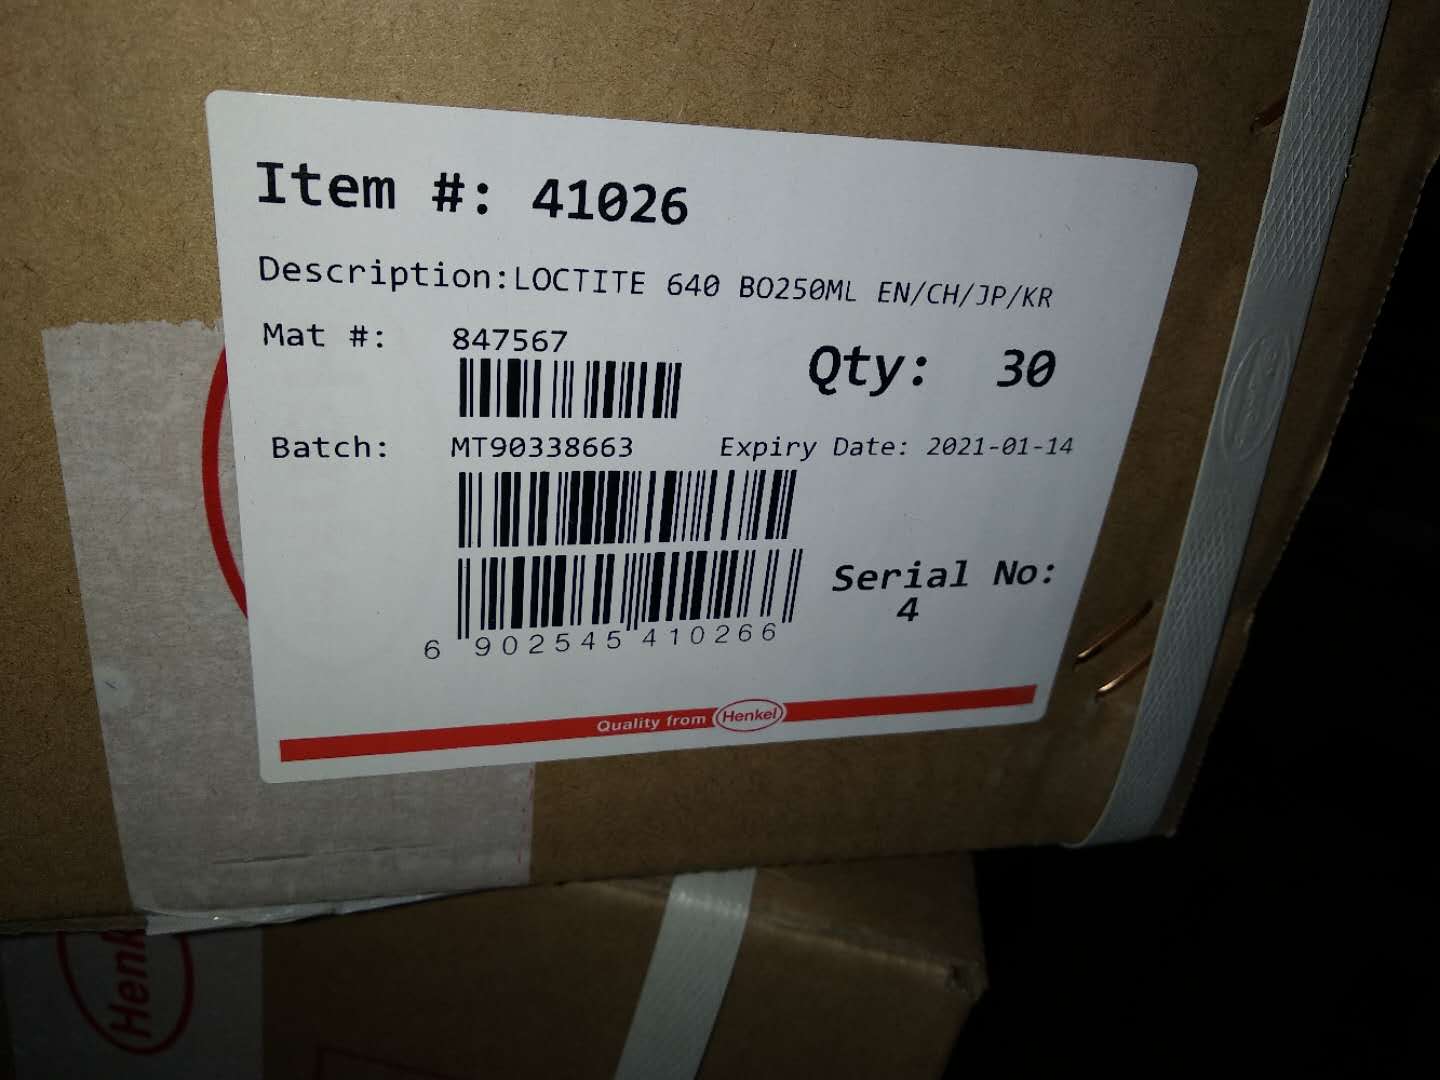 Item #: 41026
Description:LOCTITE 640 BO250ML EN/CH/JP/KR
Mat #: 847567
Qty: 30
Batch: MT90338663 Expiry Date: 2021-01-14
Serial No:
4
6 902545 410266
Quality from Henkel
Henkel